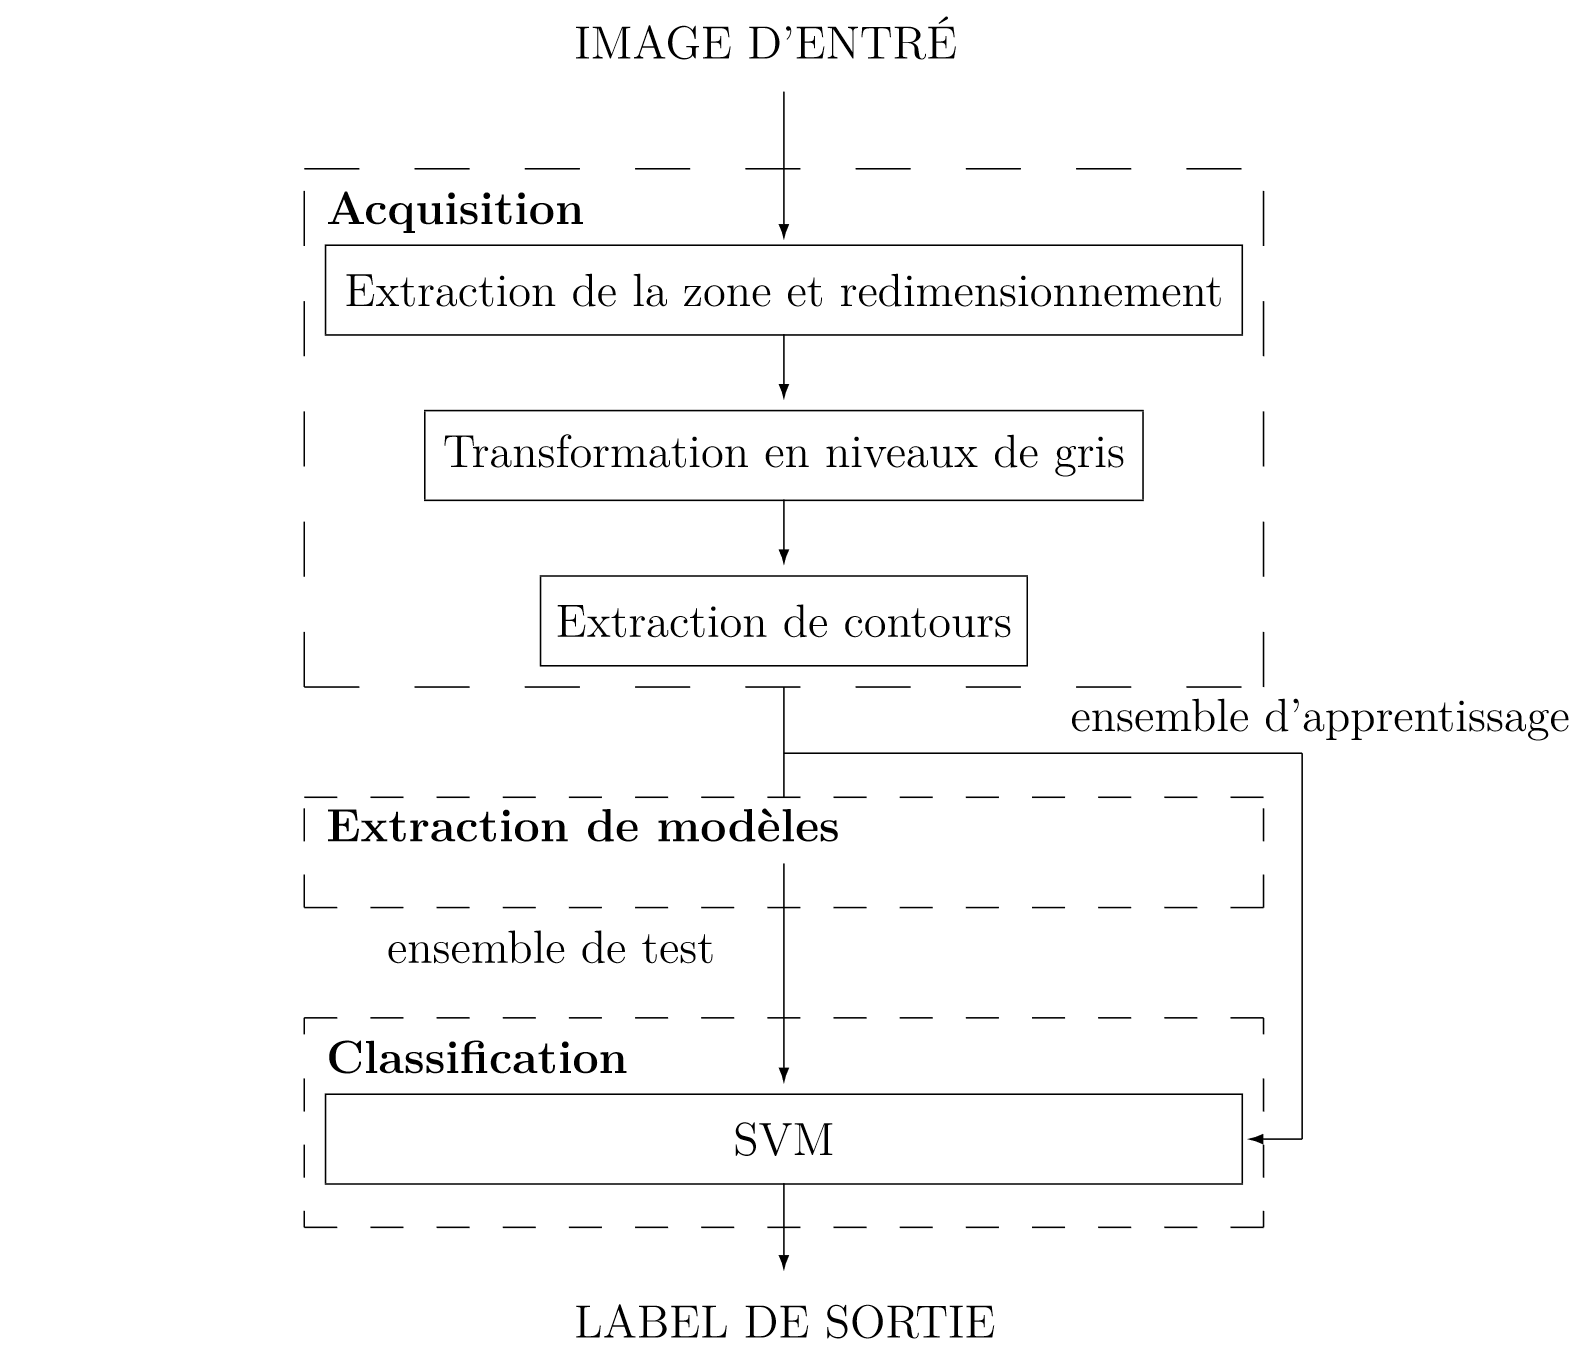 IMAGE D'ENTRÉ
Acquisition
Extraction de la zone et redimensionnement
Transformation en niveaux de gris
Extraction de contours
ensemble d'apprentissage
Extraction de modèles
ensemble de test
Classification
SVM
LABEL DE SORTIE